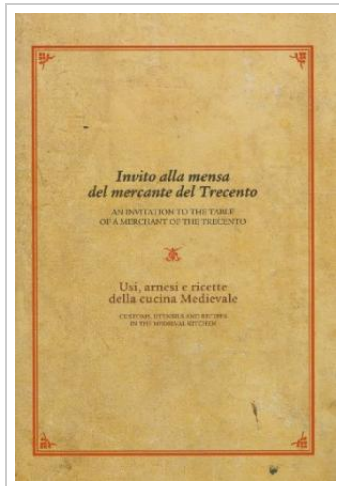 Invito alla mensa
del mercante del Trecento
AN INVITATION TO THE TABLE
OF A MERCHANT OF THE TRECENTO
Usi, arnesi e ricette
della cucina Medievale
CUSTOMS, UTENSILS AND RECIPES
IN THE MEDIEVAL KITCHEN